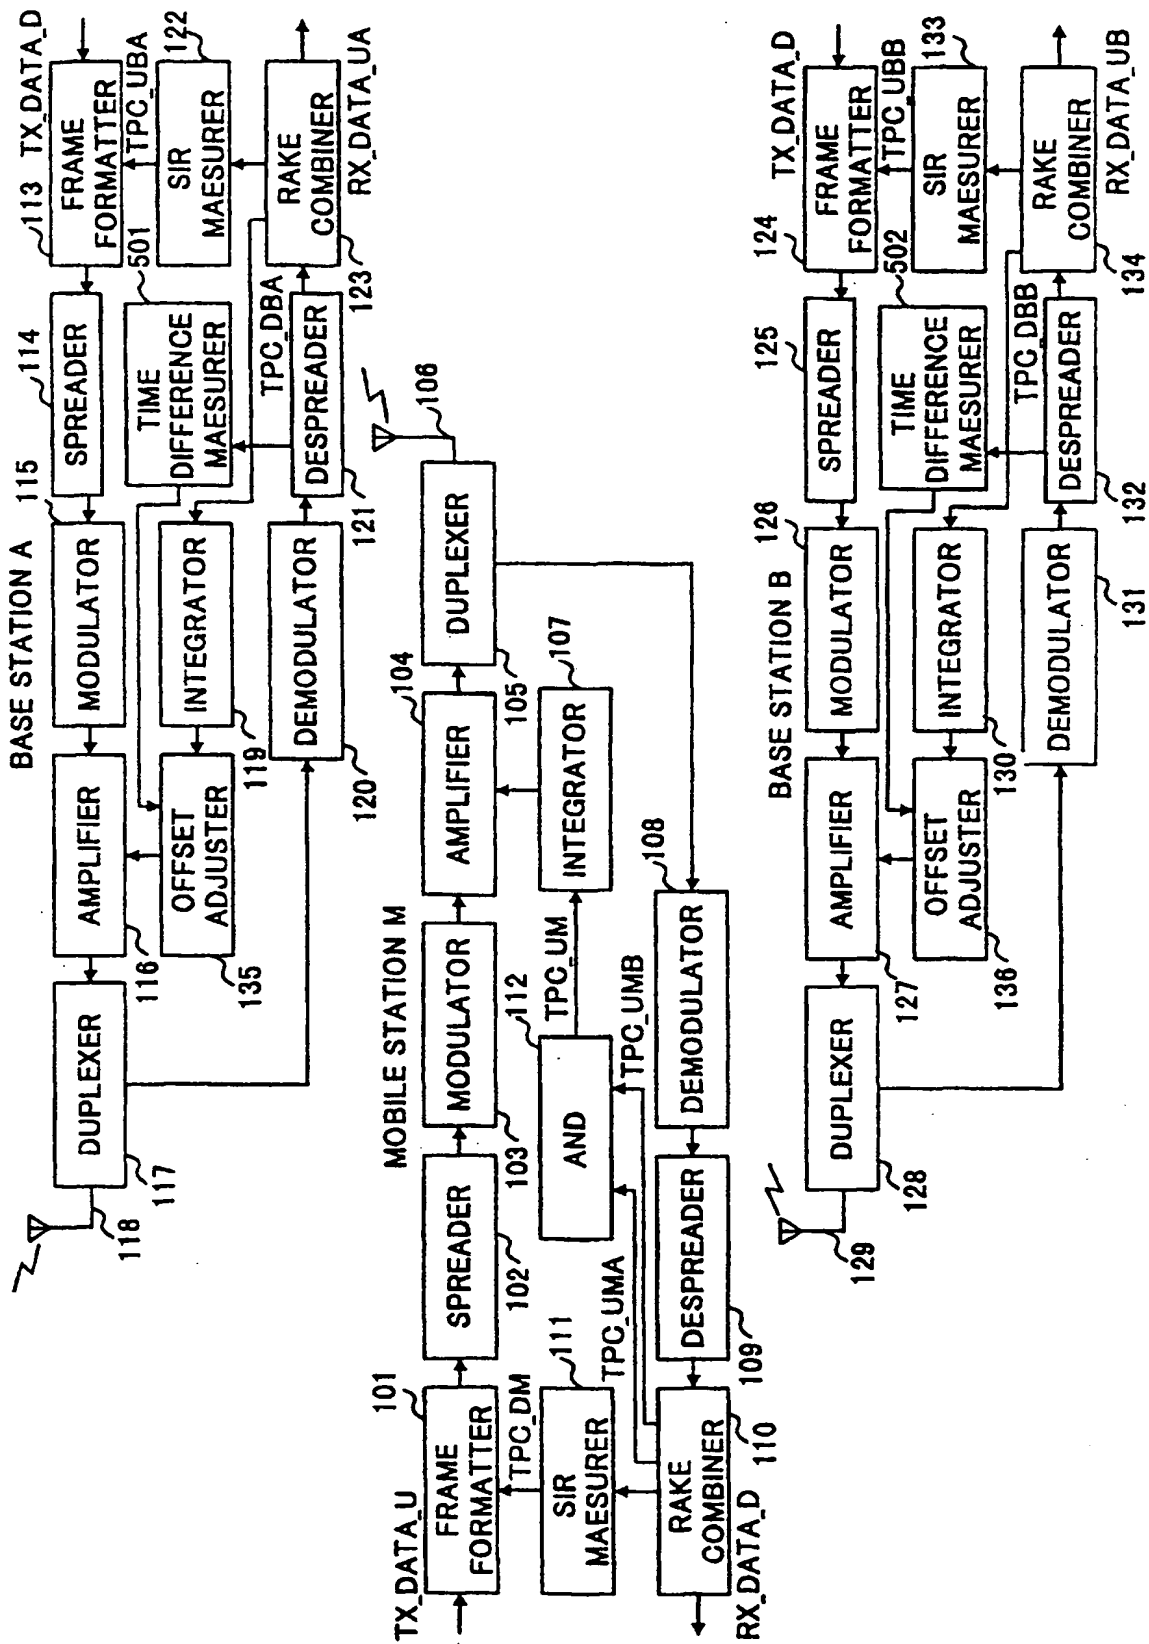 BASE STATION A
TX_DATA_D
113
FRAME
FORMATTER
TPC_UBA
122
SIR
MAESURER
RAKE
COMBINER
RX_DATA_UA
123
114
SPREADER
501
TIME
DIFFERENCE
MAESURER
TPC_DBA
DESPREADER
121
115
MODULATOR
INTEGRATOR
119
DEMODULATOR
120
AMPLIFIER
116
OFFSET
ADJUSTER
135
DUPLEXER
117
118
MOBILE STATION M
TX_DATA_U
101
FRAME
FORMATTER
TPC_DM
111
SIR
MAESURER
TPC_UMA
RAKE
COMBINER
110
RX_DATA_D
SPREADER
102
MODULATOR
103
112
AND
TPC_UM
TPC_UMB
DESPREADER
109
108
DEMODULATOR
104
AMPLIFIER
107
INTEGRATOR
DUPLEXER
105
106
BASE STATION B
TX_DATA_D
124
FRAME
FORMATTER
TPC_UBB
133
SIR
MAESURER
RAKE
COMBINER
RX_DATA_UB
134
125
SPREADER
502
TIME
DIFFERENCE
MAESURER
TPC_DBB
DESPREADER
132
126
MODULATOR
INTEGRATOR
130
DEMODULATOR
131
AMPLIFIER
127
OFFSET
ADJUSTER
136
DUPLEXER
128
129